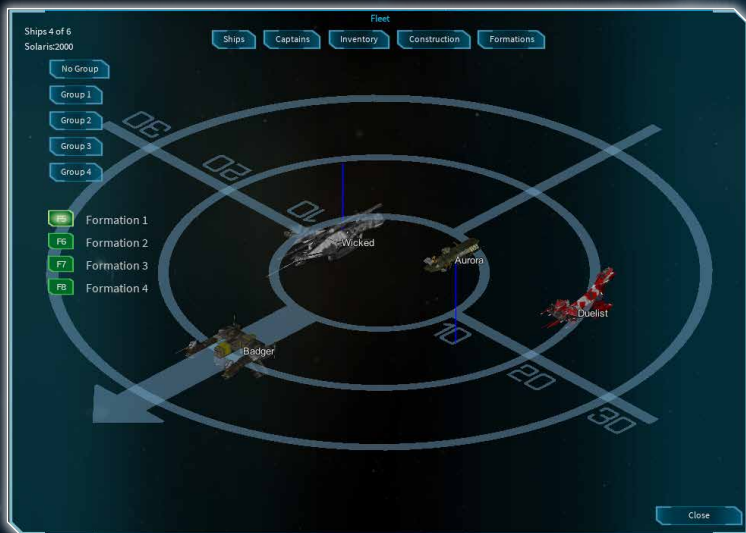 Fleet
Ships 4 of 6
Solaris:2000
Ships
Captains
Inventory
Construction
Formations
No Group
Group 1
Group 2
Group 3
Group 4
F5 Formation 1
F6 Formation 2
F7 Formation 3
F8 Formation 4
30
20
10
Wicked
Aurora
Duelist
Badger
10
20
30
Close